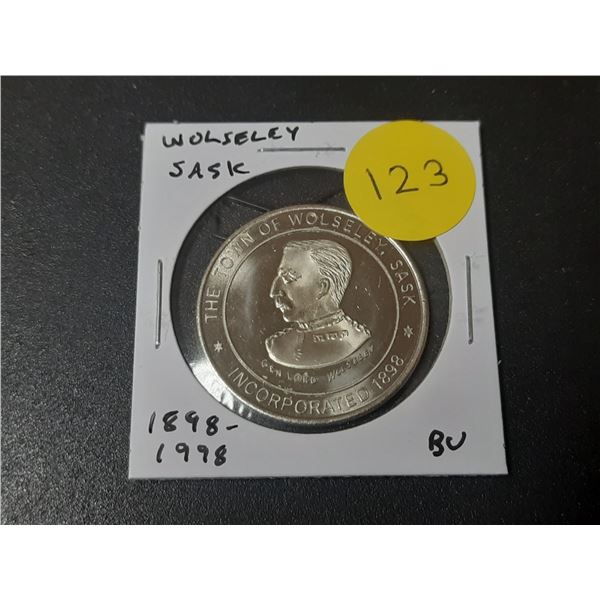 WOLSELEY
SASK
123
THE TOWN OF WOLSELEY, SASK
GEN LORD WOLSELEY
INCORPORATED 1898
1898-
1998
BU